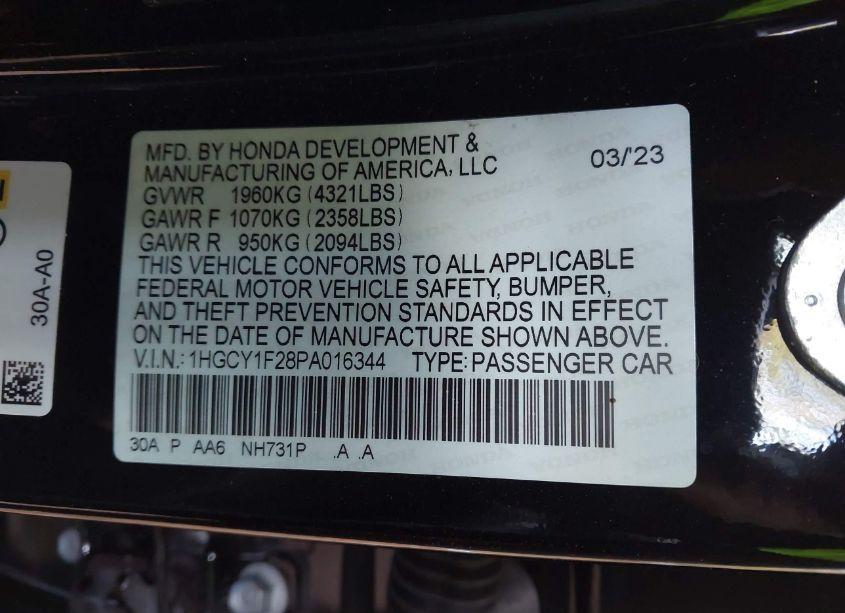 MFD. BY HONDA DEVELOPMENT &
MANUFACTURING OF AMERICA, LLC 03/'23
GVWR 1960KG (4321LBS)
GAWR F 1070KG (2358LBS)
GAWR R 950KG (2094LBS)
THIS VEHICLE CONFORMS TO ALL APPLICABLE
FEDERAL MOTOR VEHICLE SAFETY, BUMPER,
AND THEFT PREVENTION STANDARDS IN EFFECT
ON THE DATE OF MANUFACTURE SHOWN ABOVE.
V.I.N.: 1HGCY1F28PA016344 TYPE: PASSENGER CAR
30A P AA6 NH731P .A .A
30A-A0